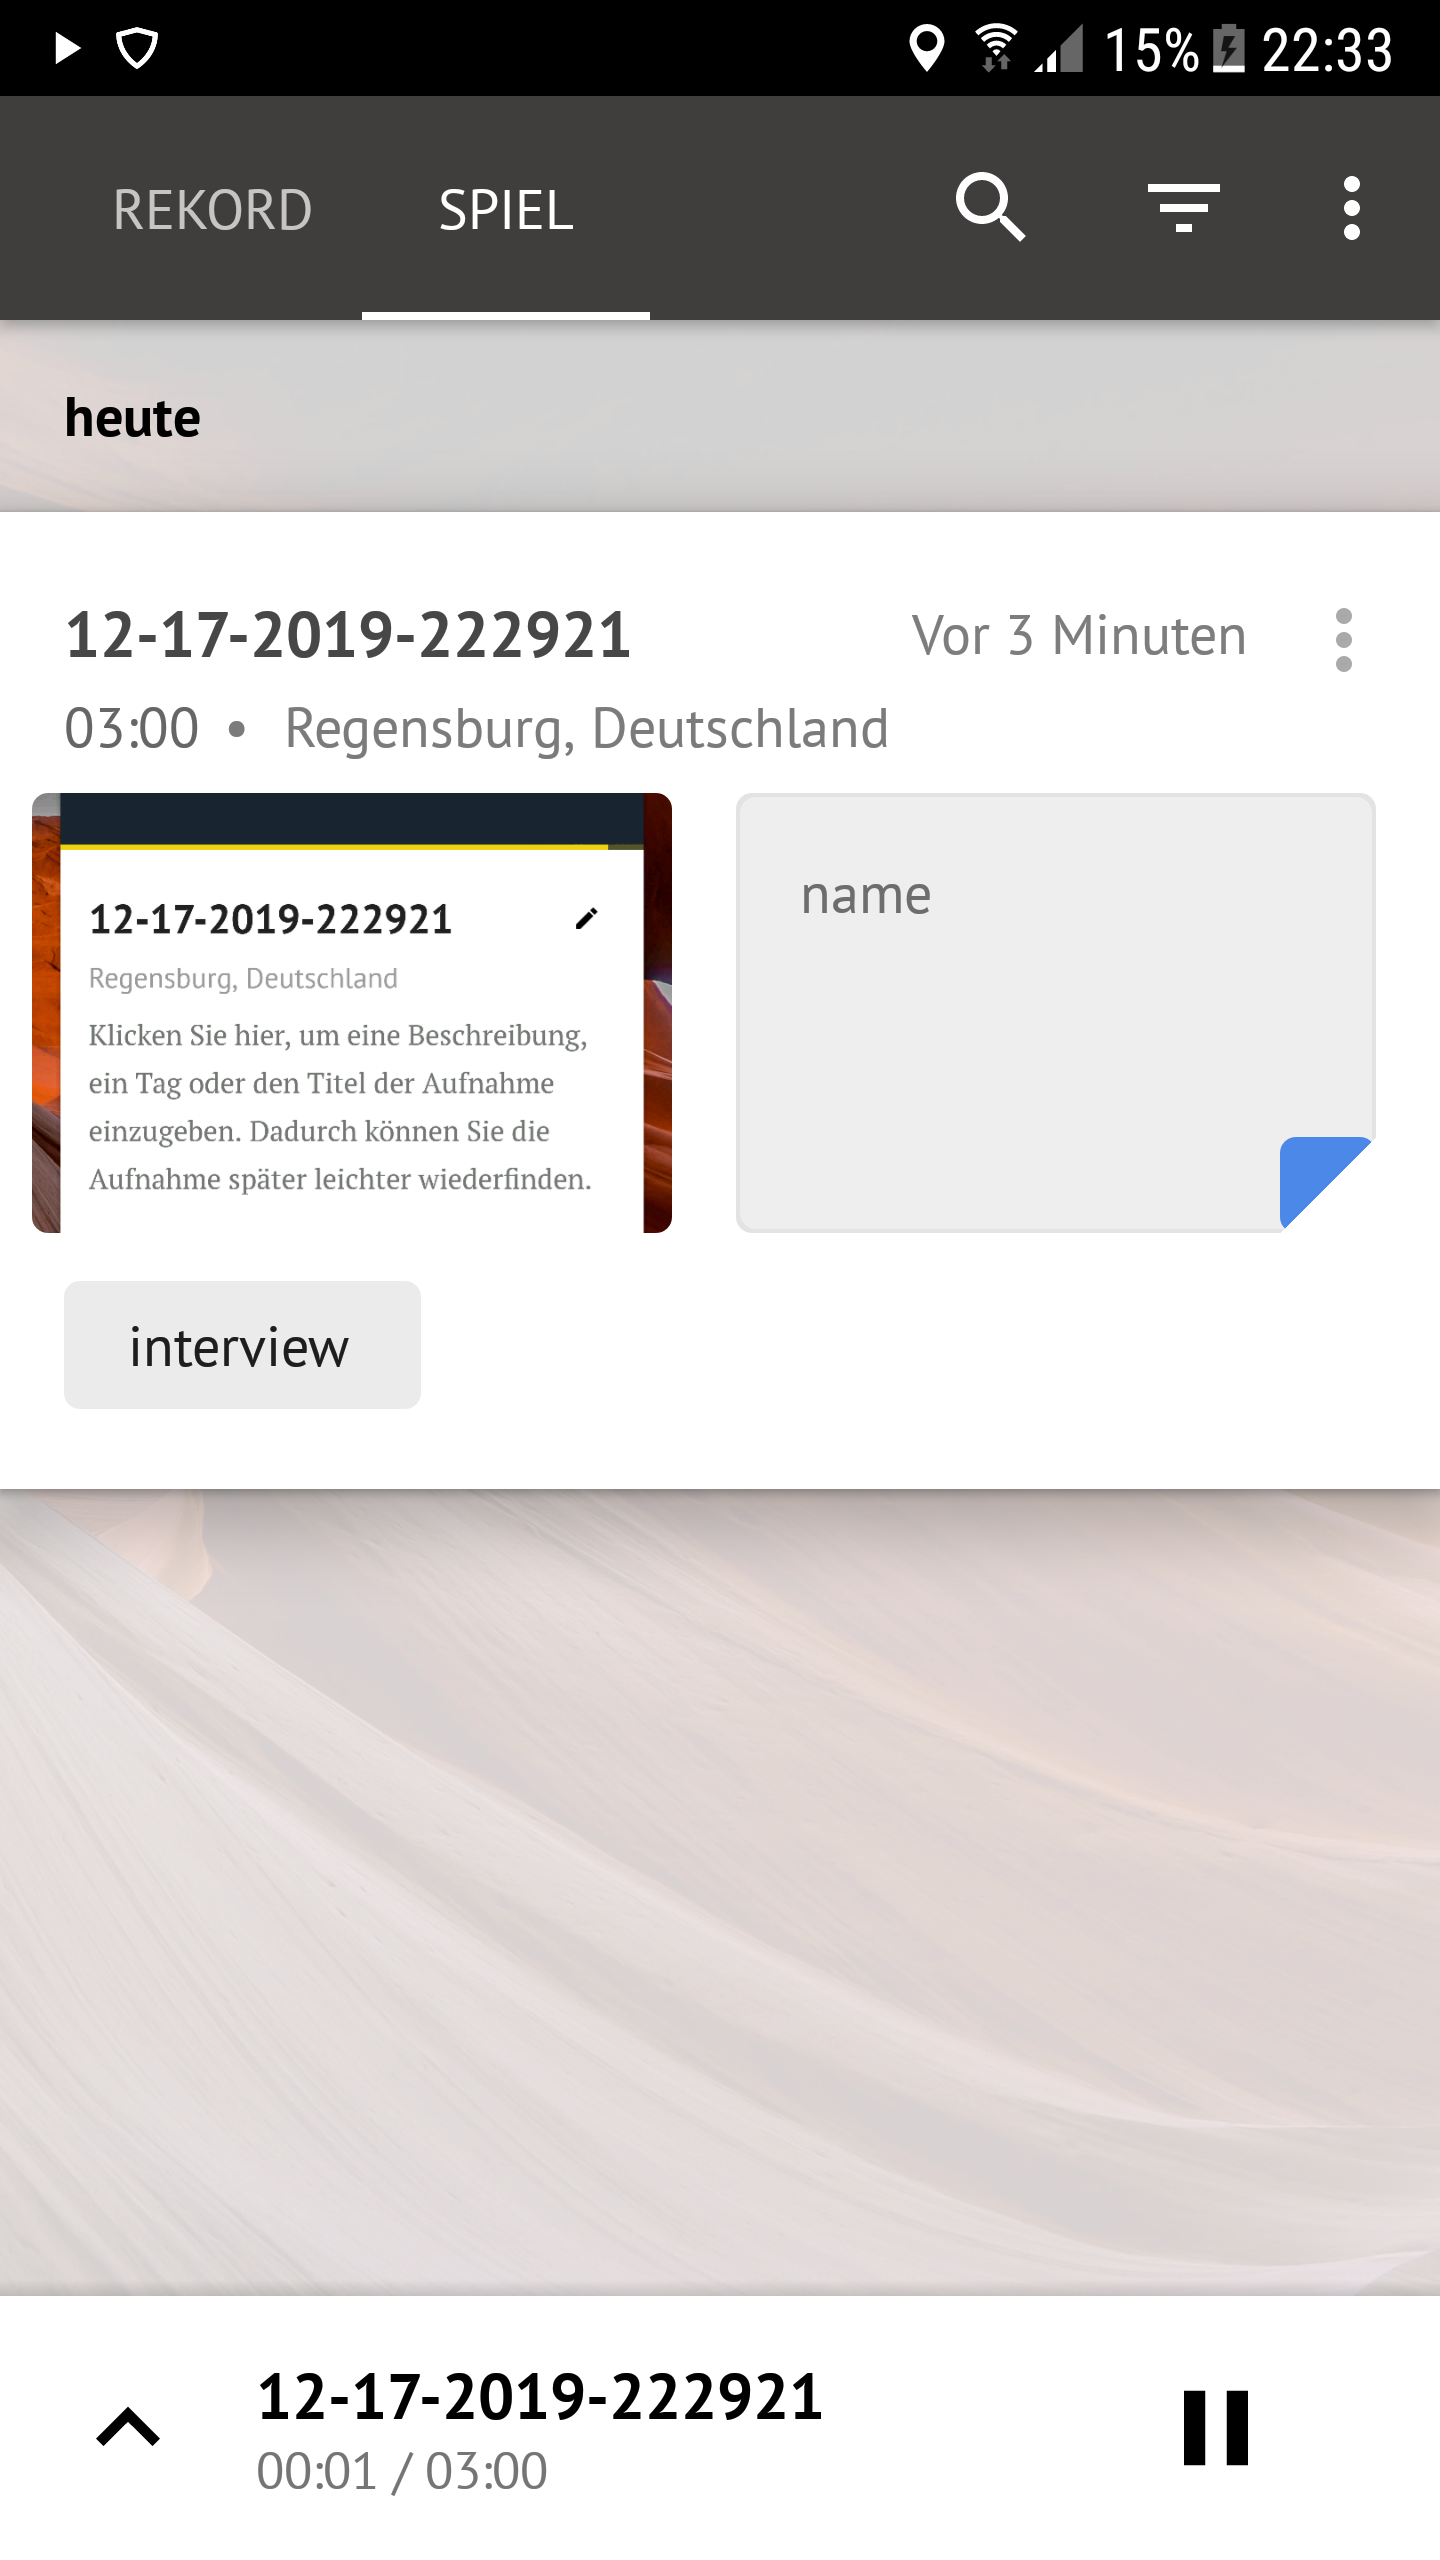 15% 22:33
REKORD SPIEL
heute
12-17-2019-222921 Vor 3 Minuten
03:00 • Regensburg, Deutschland
12-17-2019-222921
Regensburg, Deutschland
Klicken Sie hier, um eine Beschreibung,
ein Tag oder den Titel der Aufnahme
einzugeben. Dadurch können Sie die
Aufnahme später leichter wiederfinden.
name
interview
12-17-2019-222921
00:01 / 03:00